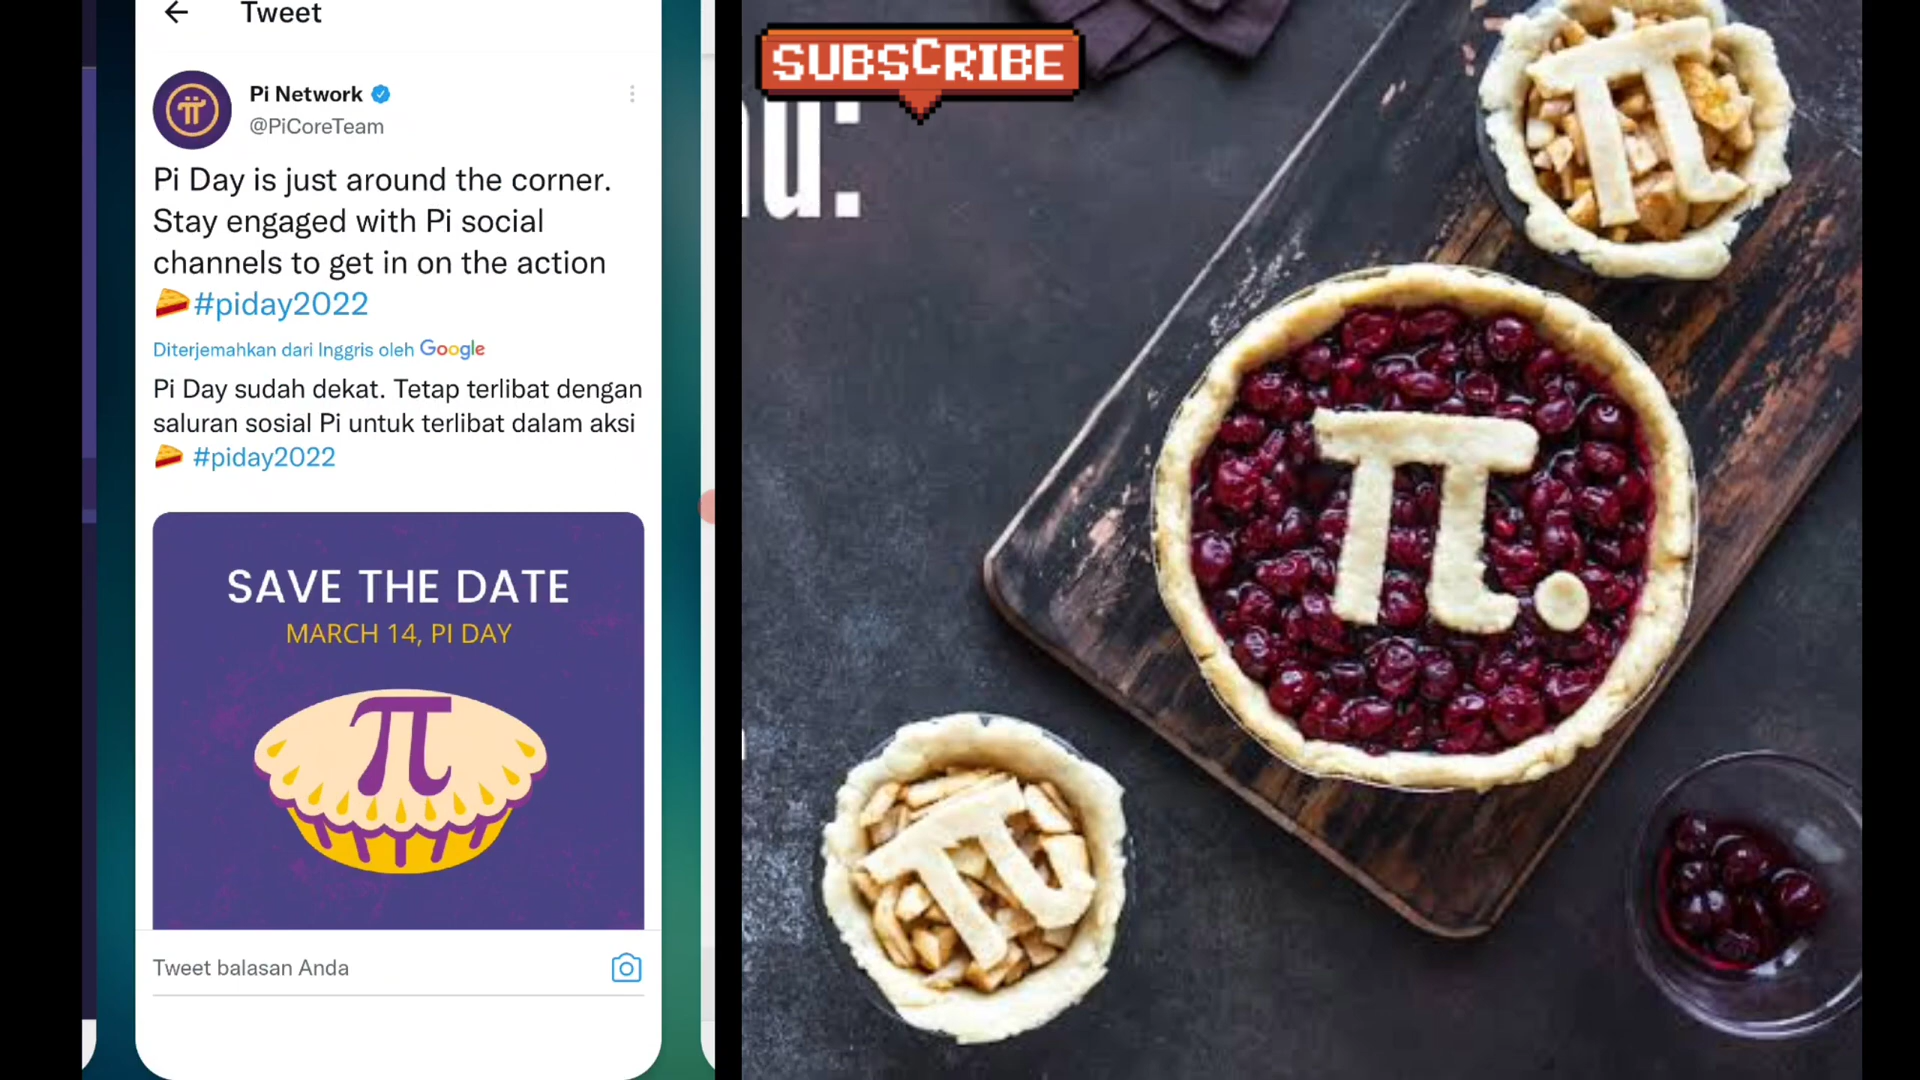 Tweet
Pi Network
@PiCoreTeam
Pi Day is just around the corner.
Stay engaged with Pi social
channels to get in on the action
#piday2022
Diterjemahkan dari Inggris oleh Google
Pi Day sudah dekat. Tetap terlibat dengan
saluran sosial Pi untuk terlibat dalam aksi
#piday2022
SAVE THE DATE
MARCH 14, PI DAY
π
Tweet balasan Anda
SUBSCRIBE
π
π.
π